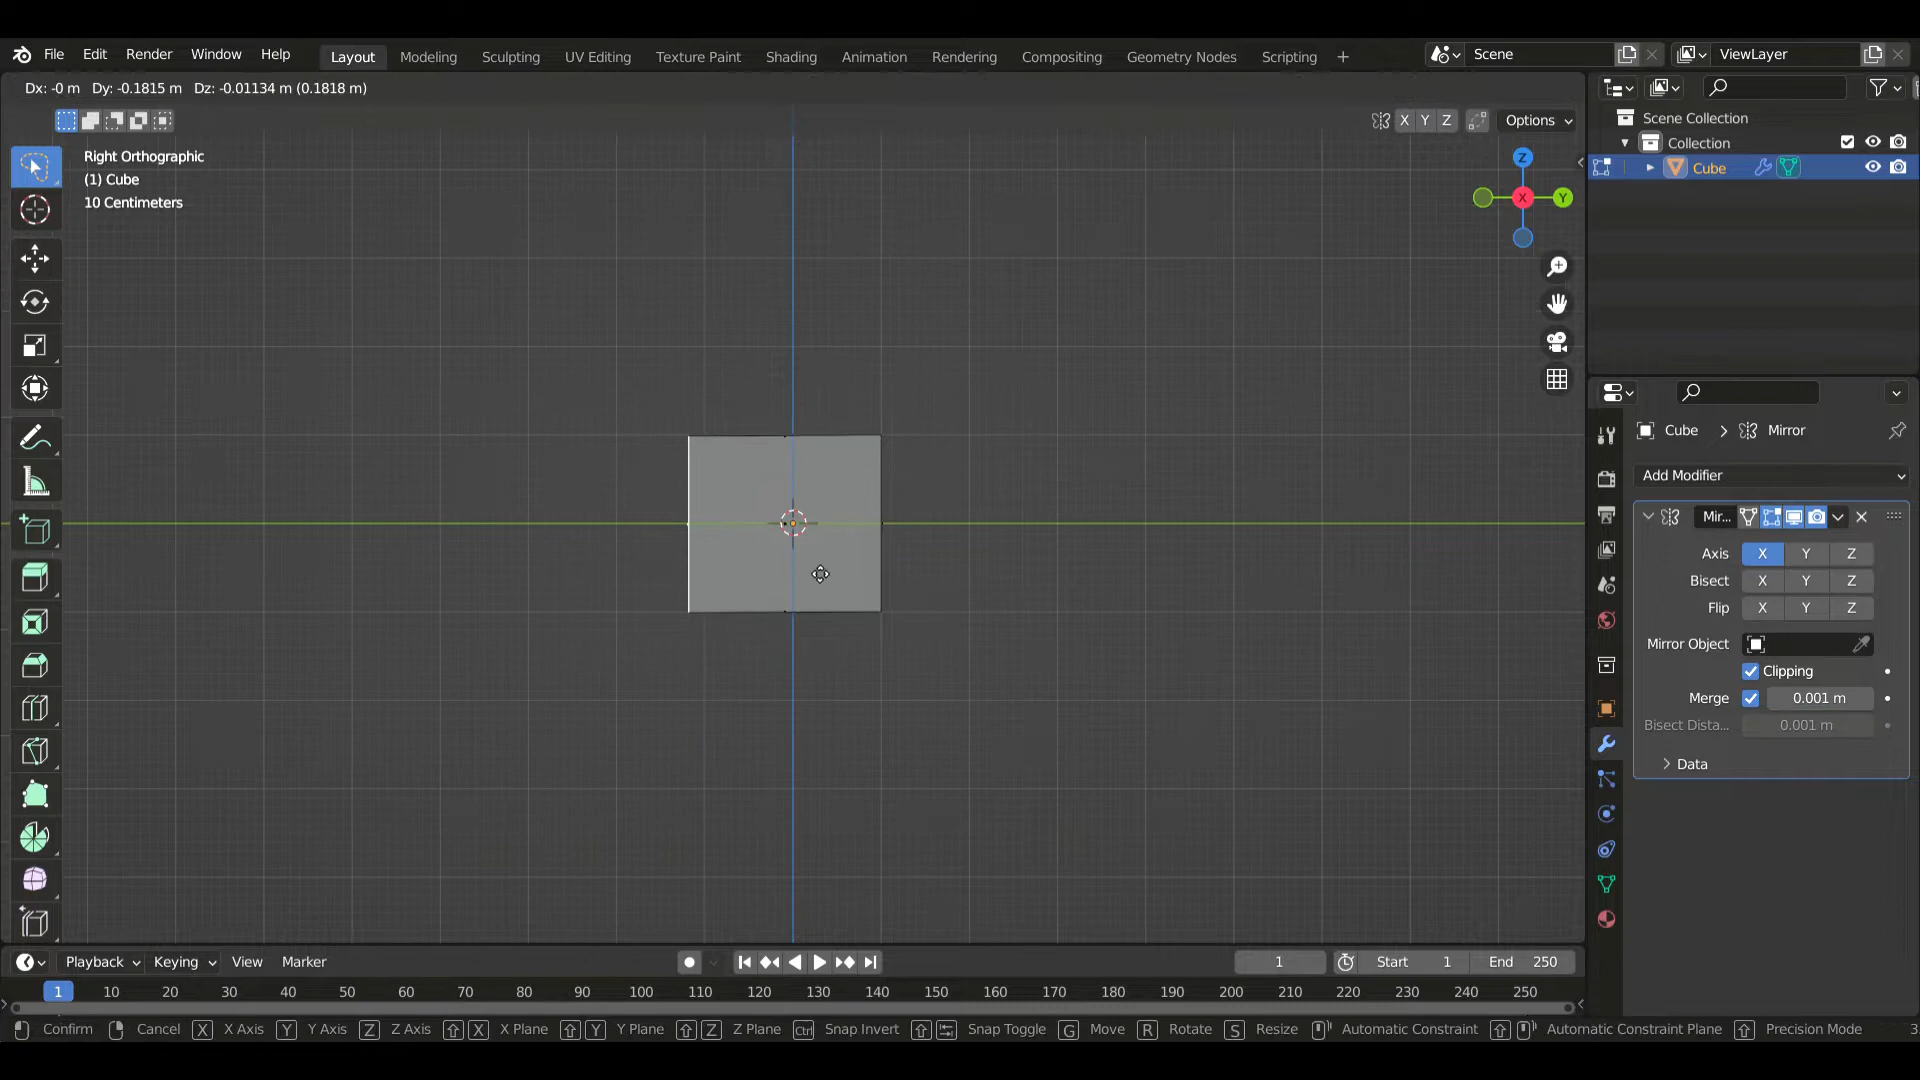 File Edit Render Window Help Layout Modeling Sculpting UV Editing Texture Paint Shading Animation Rendering Compositing Geometry Nodes Scripting + Scene ViewLayer
Dx: -0 m Dy: -0.1815 m Dz: -0.01134 m (0.1818 m)
X Y Z Options
Right Orthographic
(1) Cube
10 Centimeters
Z
X
Y
Scene Collection
Collection
Cube
Cube > Mirror
Add Modifier
Mir...
Axis X Y Z
Bisect X Y Z
Flip X Y Z
Mirror Object
Clipping
Merge 0.001 m
Bisect Dista... 0.001 m
> Data
Playback Keying View Marker 1 Start 1 End 250
1 10 20 30 40 50 60 70 80 90 100 110 120 130 140 150 160 170 180 190 200 210 220 230 240 250
Confirm Cancel X X Axis Y Y Axis Z Z Axis X X Plane Y Y Plane Z Z Plane Ctrl Snap Invert Snap Toggle G Move R Rotate S Resize Automatic Constraint Automatic Constraint Plane Precision Mode